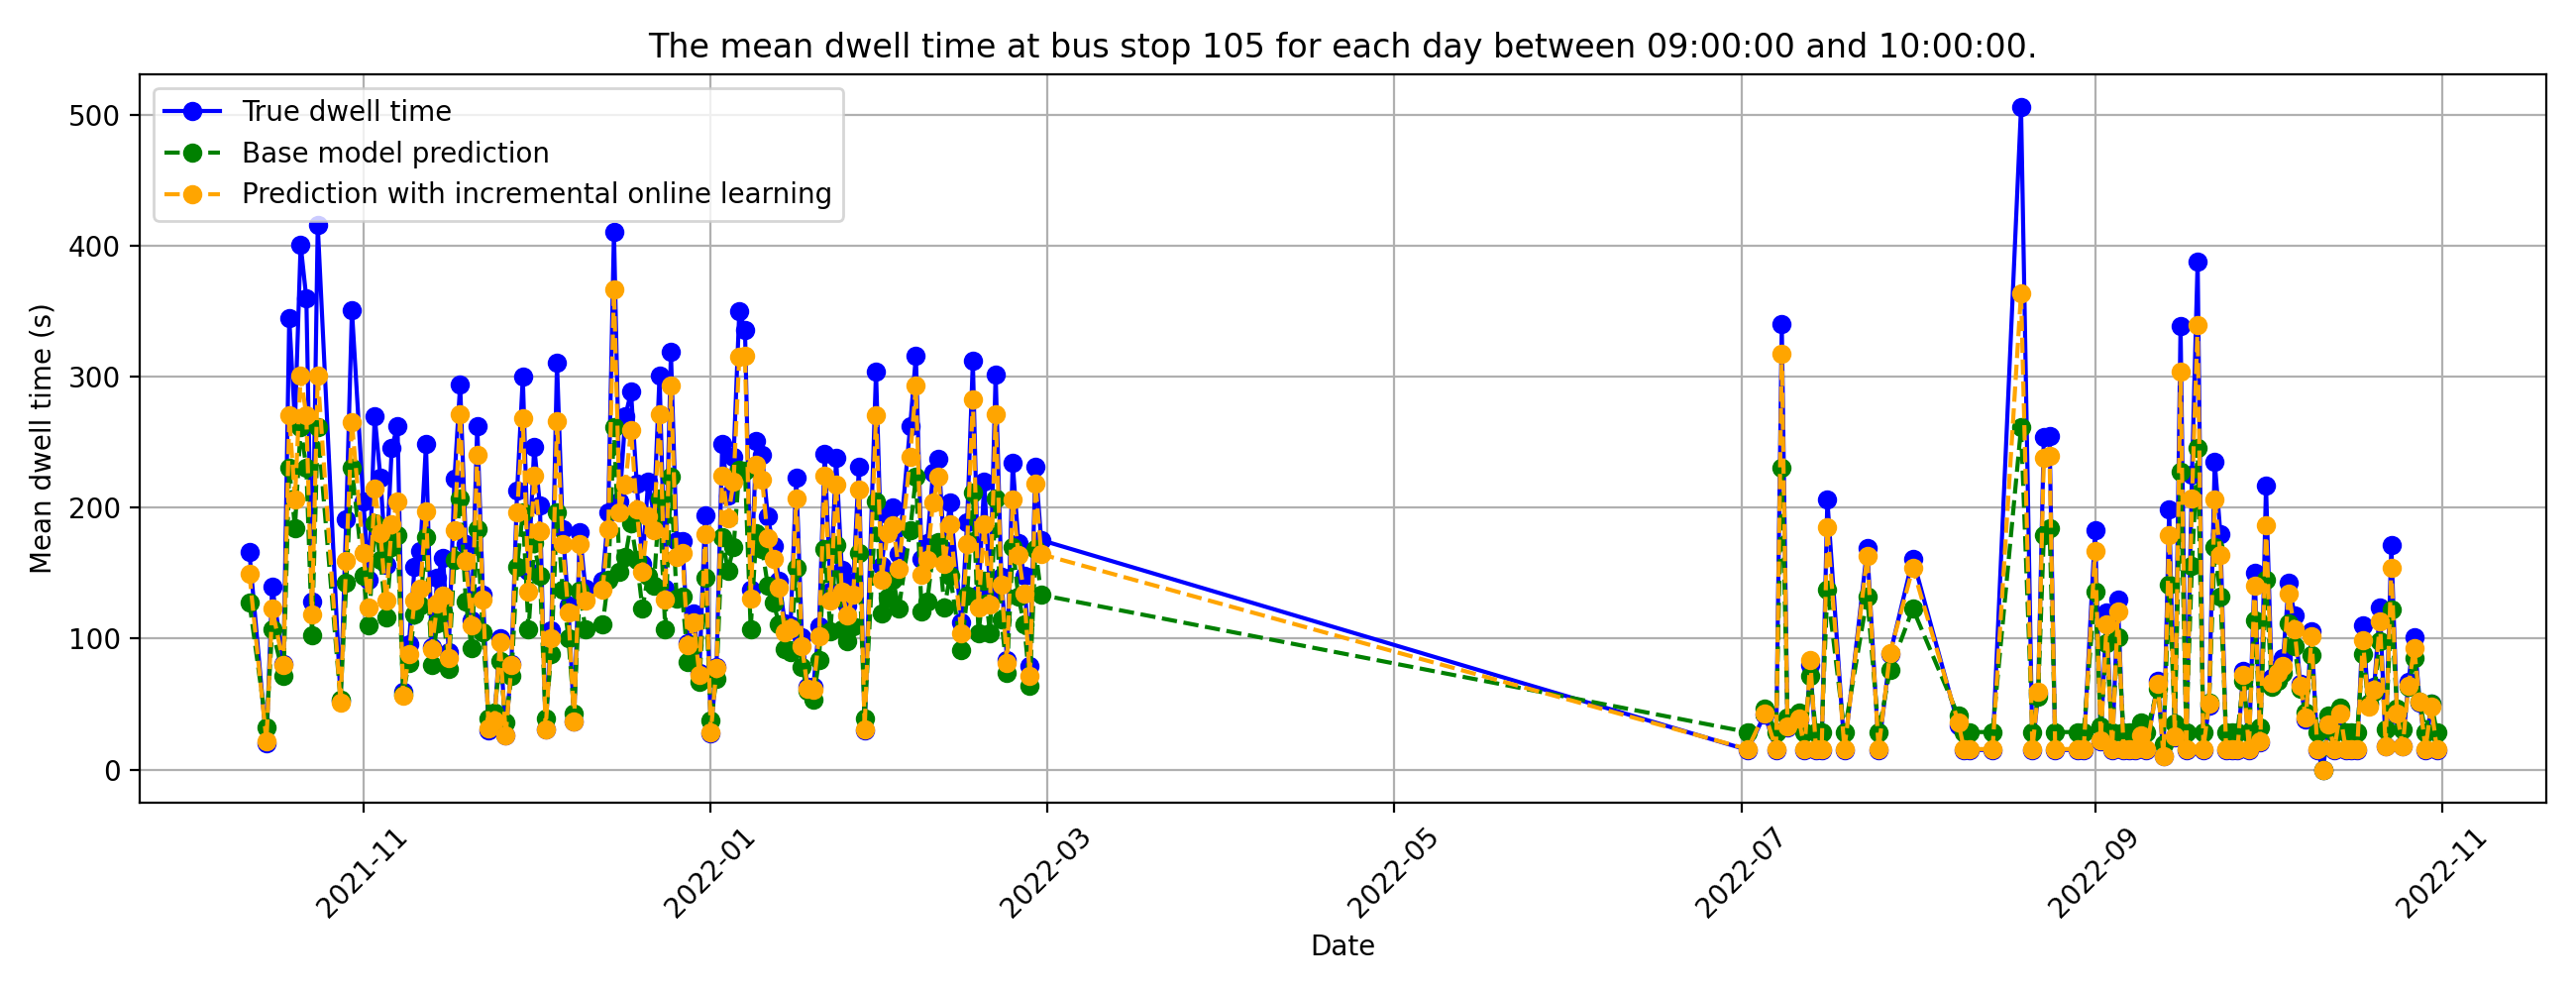 The mean dwell time at bus stop 105 for each day between 09:00:00 and 10:00:00.
True dwell time
Base model prediction
Prediction with incremental online learning
Mean dwell time (s)
500
400
300
200
100
0
2021-11
2022-01
2022-03
2022-05
2022-07
2022-09
2022-11
Date